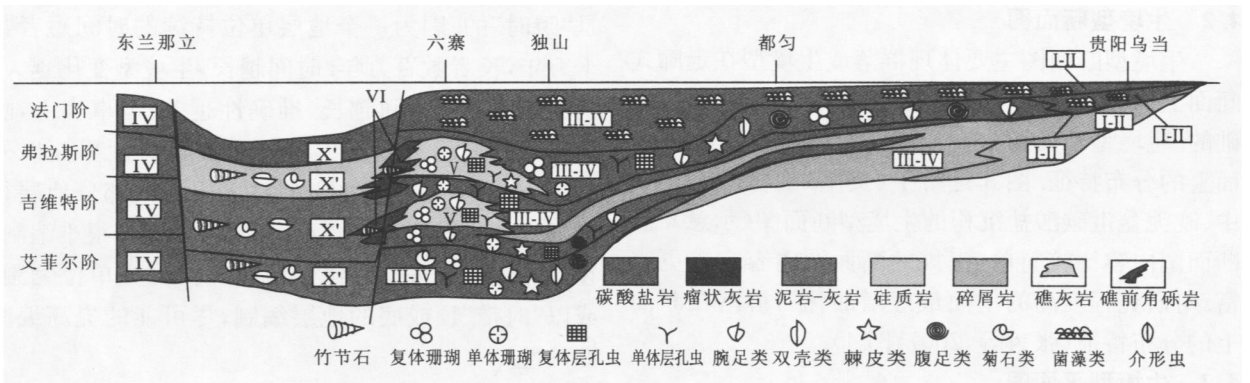 东兰那立 六寨 独山 都匀 贵阳乌当
VI I-II
法门阶 IV III-IV I-II I-II
弗拉斯阶 IV X' V III-IV III-IV I-II
X'
吉维特阶 IV X' V III-IV
艾菲尔阶 IV X' III-IV
碳酸盐岩 瘤状灰岩 泥岩-灰岩 硅质岩 碎屑岩 礁灰岩 礁前角砾岩
竹节石 复体珊瑚 单体珊瑚 复体层孔虫 单体层孔虫 腕足类 双壳类 棘皮类 腹足类 菊石类 菌藻类 介形虫